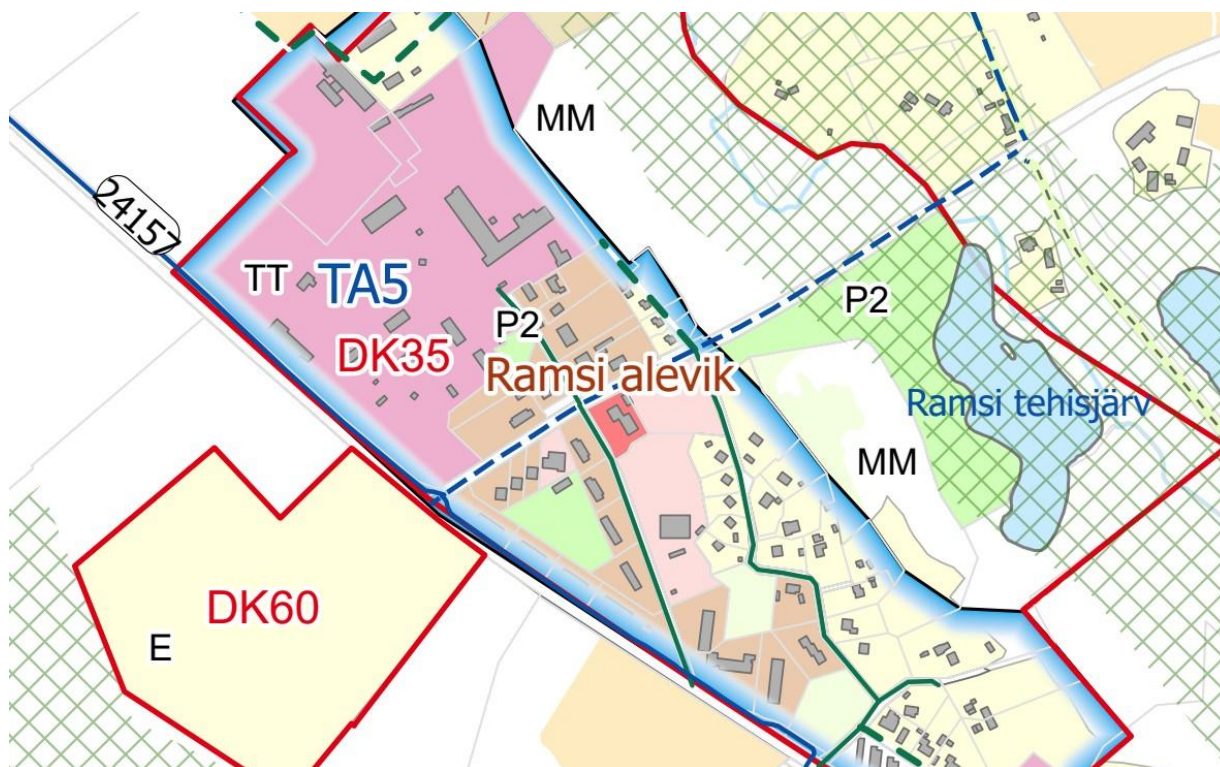 MM
24157
TT
TA5
P2
P2
DK35
Ramsi alevik
Ramsi tehisjärv
MM
DK60
E